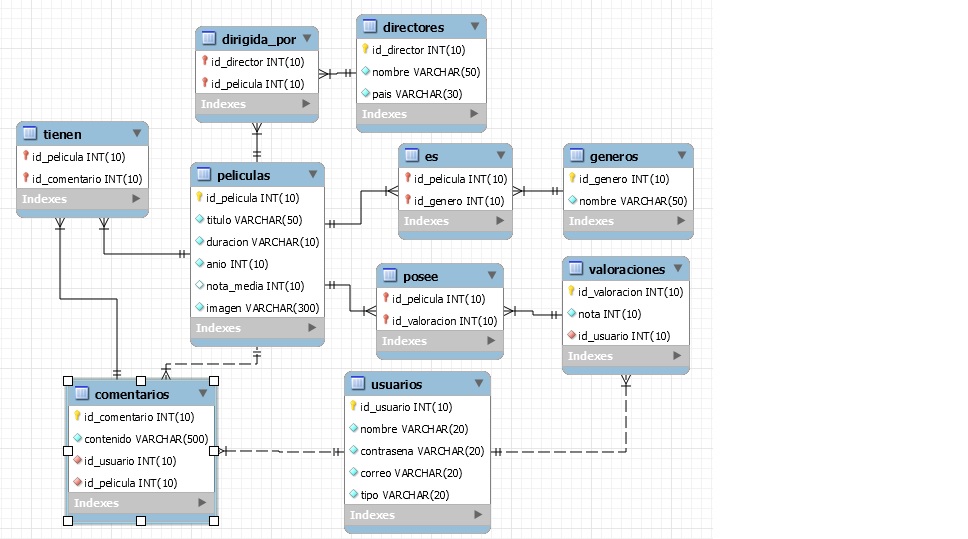 directores
id_director INT(10)
nombre VARCHAR(50)
pais VARCHAR(30)
Indexes
dirigida_por
id_director INT(10)
id_pelicula INT(10)
Indexes
tienen
id_pelicula INT(10)
id_comentario INT(10)
Indexes
peliculas
id_pelicula INT(10)
titulo VARCHAR(50)
duracion VARCHAR(10)
anio INT(10)
nota_media INT(10)
imagen VARCHAR(300)
Indexes
es
id_pelicula INT(10)
id_genero INT(10)
Indexes
generos
id_genero INT(10)
nombre VARCHAR(50)
Indexes
posee
id_pelicula INT(10)
id_valoracion INT(10)
Indexes
valoraciones
id_valoracion INT(10)
nota INT(10)
id_usuario INT(10)
Indexes
comentarios
id_comentario INT(10)
contenido VARCHAR(500)
id_usuario INT(10)
id_pelicula INT(10)
Indexes
usuarios
id_usuario INT(10)
nombre VARCHAR(20)
contrasena VARCHAR(20)
correo VARCHAR(20)
tipo VARCHAR(20)
Indexes